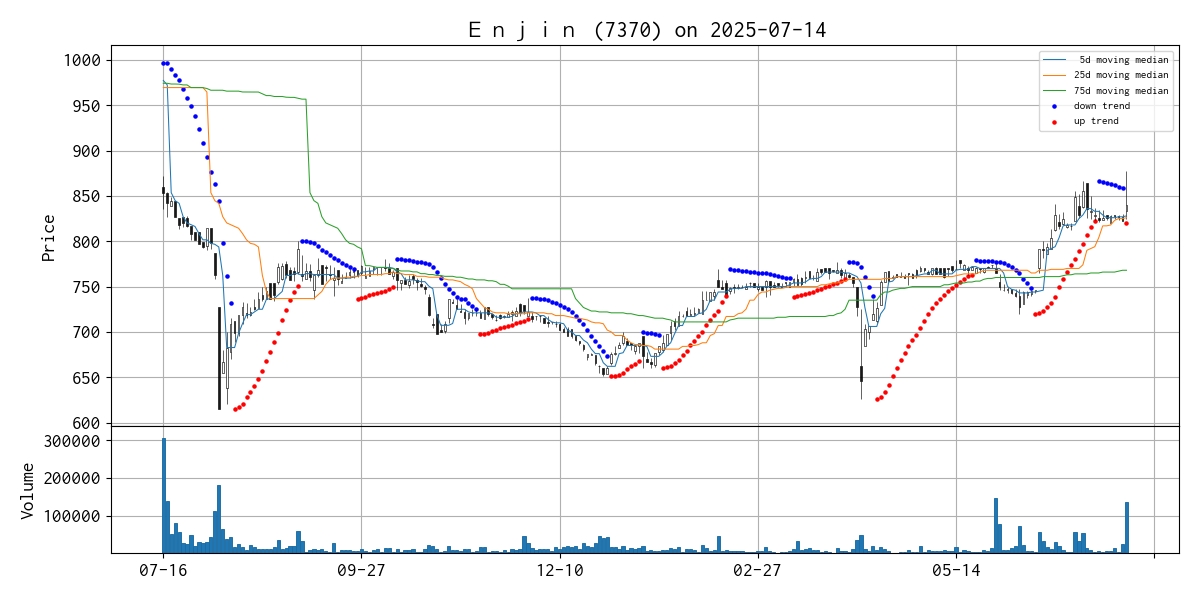 Ｅｎｊｉｎ (7370) on 2025-07-14
1000
950
900
850
800
750
700
650
600
Price
5d moving median
25d moving median
75d moving median
down trend
up trend
300000
200000
100000
Volume
07-16
09-27
12-10
02-27
05-14